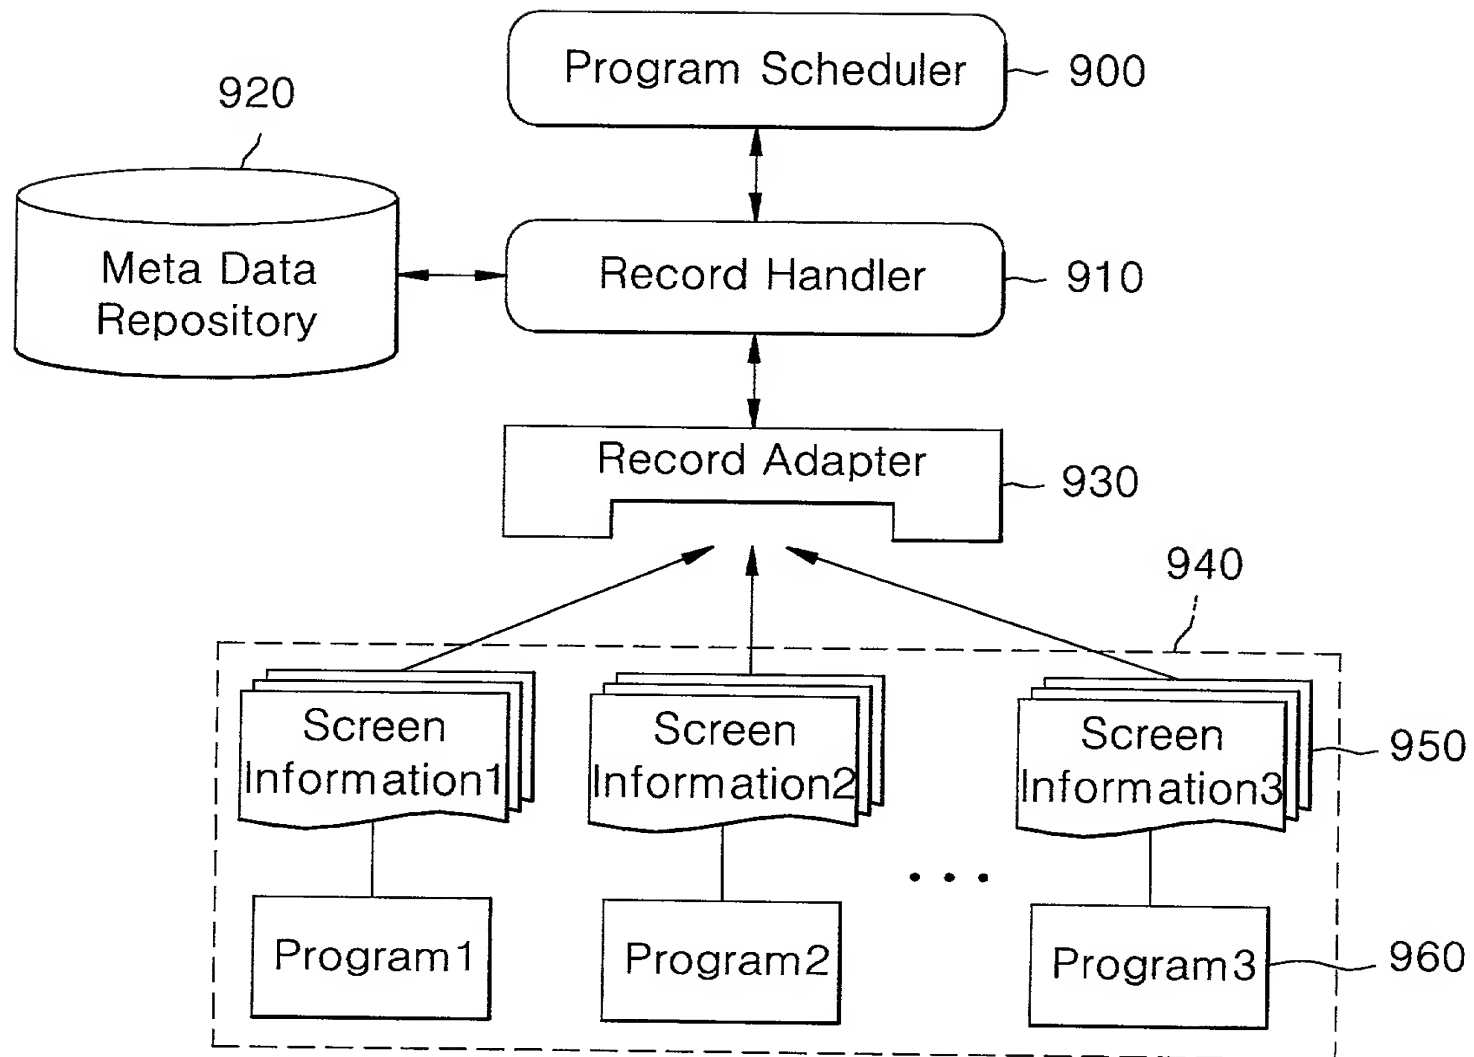 Program Scheduler
900
920
Meta Data
Repository
Record Handler
910
Record Adapter
930
940
Screen
Information1
Screen
Information2
Screen
Information3
950
Program1
Program2
Program3
960